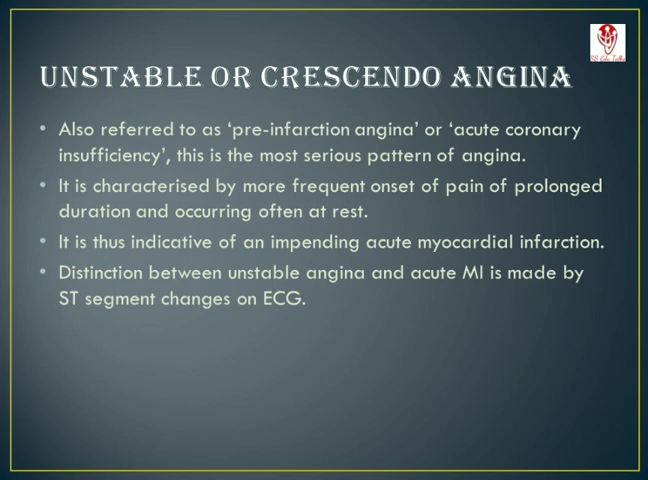 UNSTABLE OR CRESCENDO ANGINA
• Also referred to as ‘pre-infarction angina’ or ‘acute coronary
insufficiency’, this is the most serious pattern of angina.
• It is characterised by more frequent onset of pain of prolonged
duration and occurring often at rest.
• It is thus indicative of an impending acute myocardial infarction.
• Distinction between unstable angina and acute MI is made by
ST segment changes on ECG.